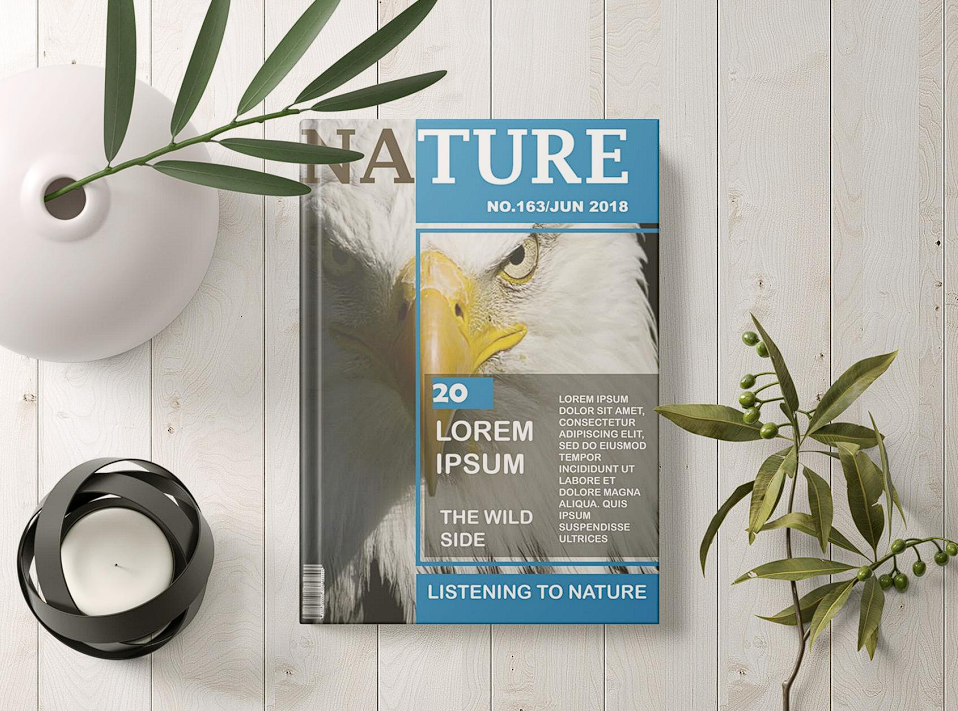 NATURE
NO.163/JUN 2018
20
LOREM
IPSUM
THE WILD
SIDE
LOREM IPSUM
DOLOR SIT AMET,
CONSECTETUR
ADIPISCING ELIT,
SED DO EIUSMOD
TEMPOR
INCIDIDUNT UT
LABORE ET
DOLORE MAGNA
ALIQUA. QUIS
IPSUM
SUSPENDISSE
ULTRICES
LISTENING TO NATURE